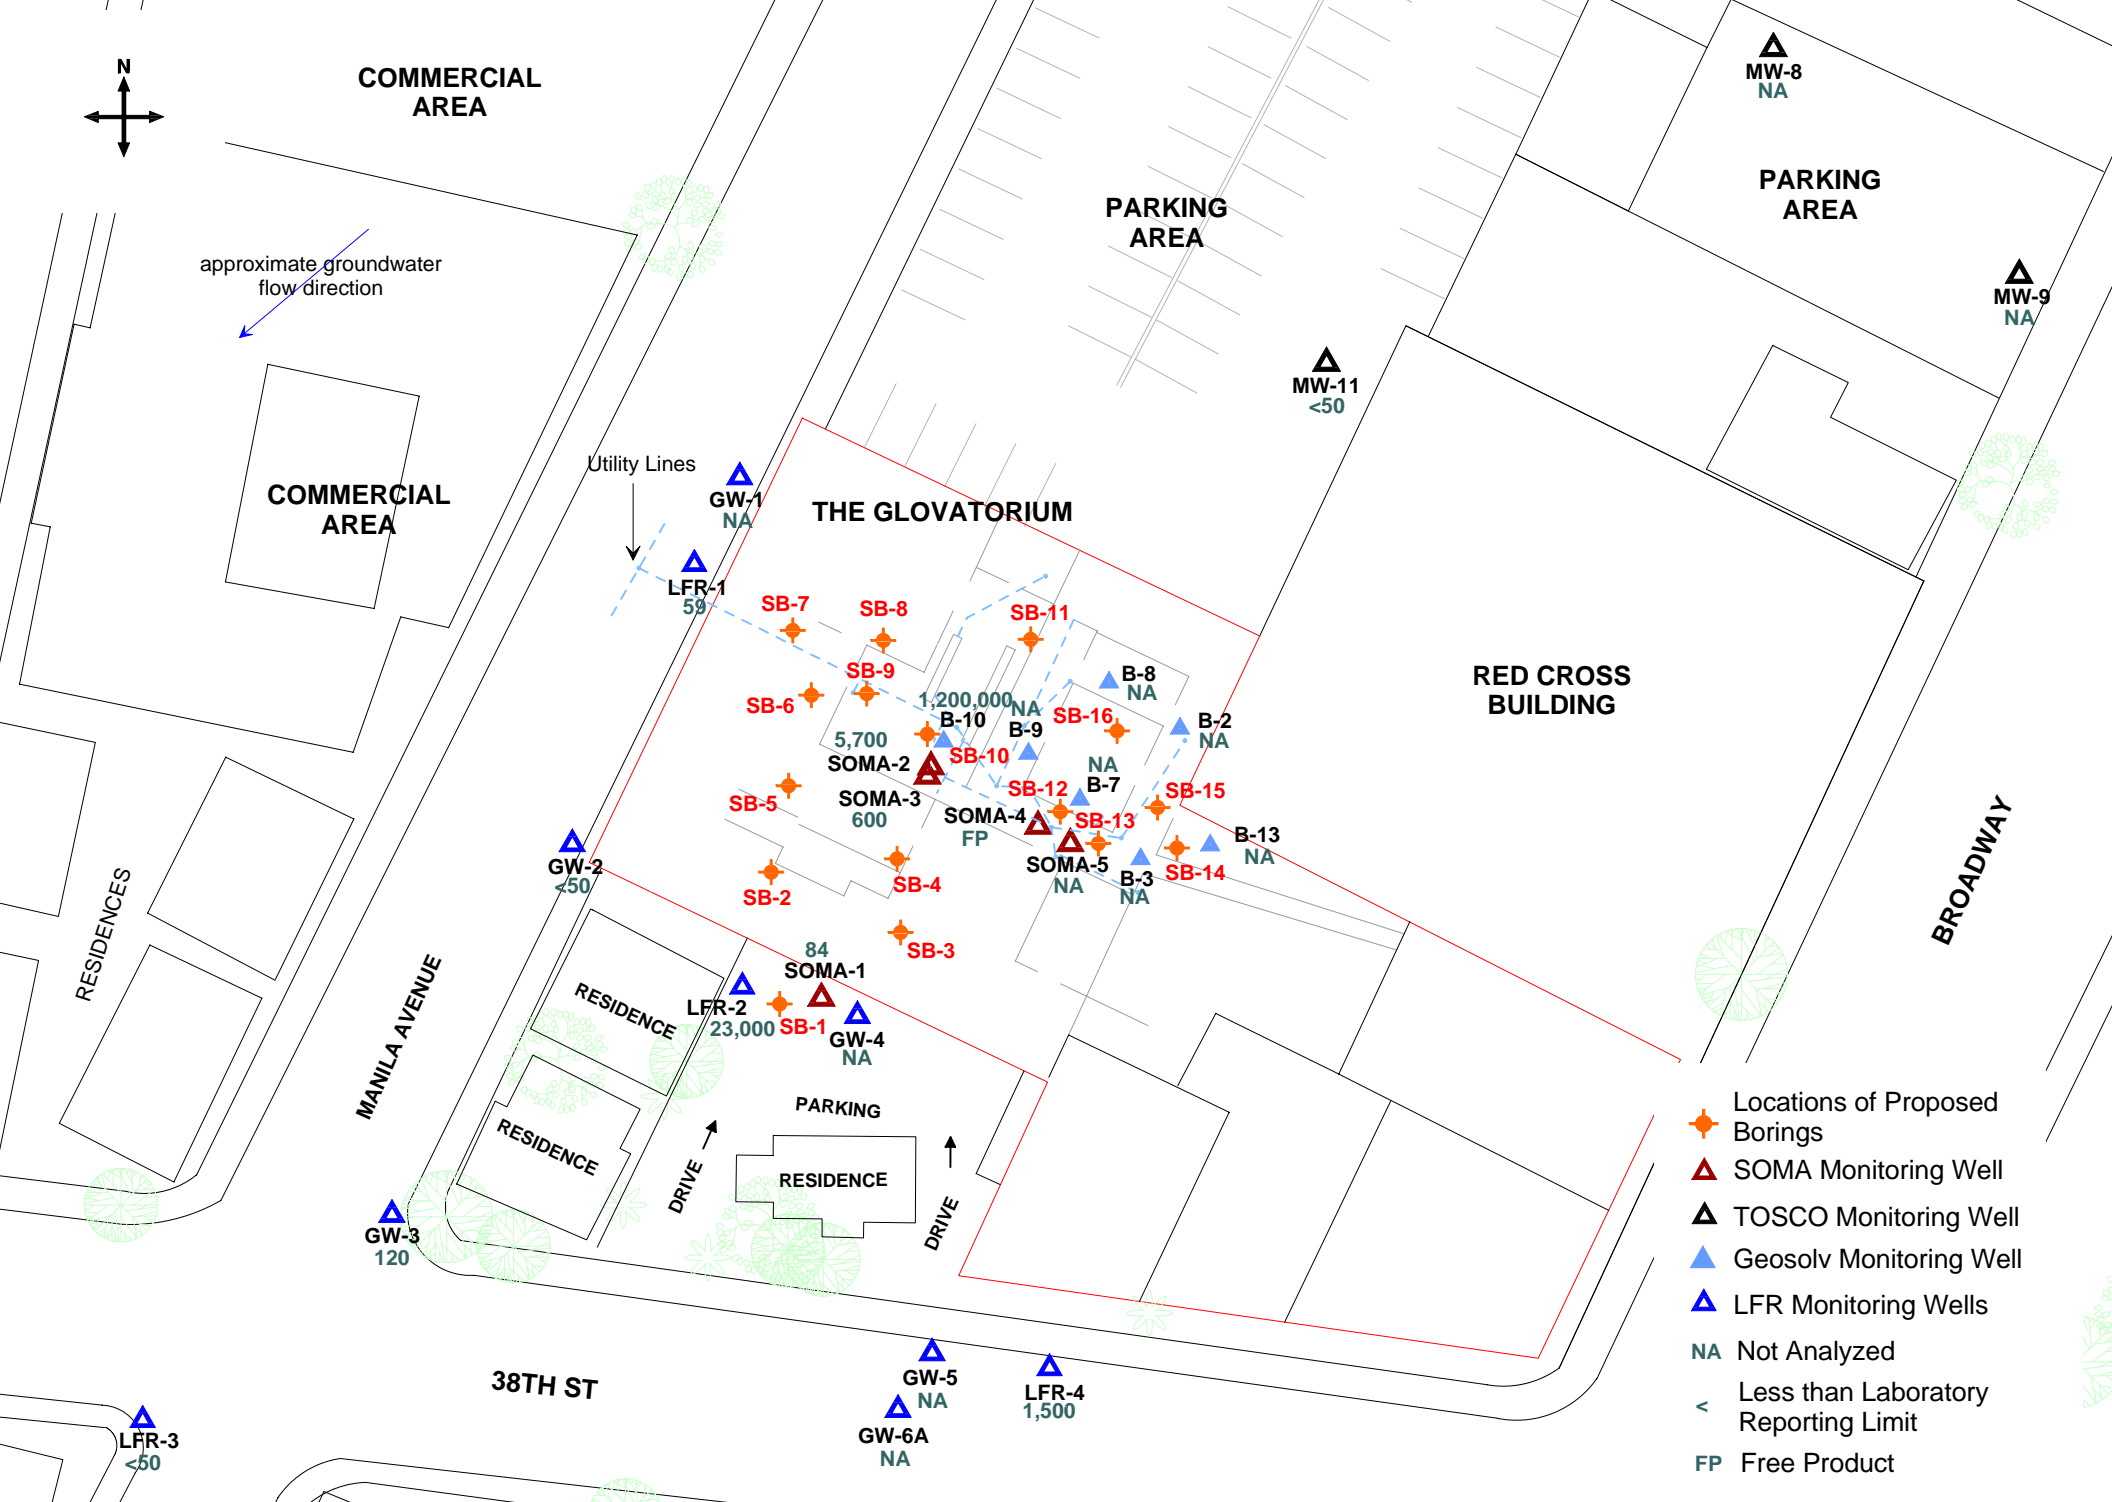 N
COMMERCIAL
AREA
MW-8
NA
PARKING
AREA
PARKING
AREA
approximate groundwater
flow direction
MW-9
NA
MW-11
<50
Utility Lines
COMMERCIAL
AREA
GW-1
NA
THE GLOVATORIUM
LFR-1
59
SB-7
SB-8
SB-11
SB-9
SB-6
B-8
NA
RED CROSS
BUILDING
1,200,000
NA
B-10
B-9
SB-16
B-2
NA
5,700
SOMA-2
SB-10
NA
B-7
SB-12
SB-15
SB-5
SOMA-3
600
SOMA-4
FP
SB-13
B-13
NA
SOMA-5
NA
B-3
NA
SB-14
GW-2
<50
SB-4
SB-2
BROADWAY
RESIDENCES
SB-3
84
SOMA-1
LFR-2
23,000
SB-1
GW-4
NA
MANILA AVENUE
RESIDENCE
PARKING
RESIDENCE
DRIVE
RESIDENCE
DRIVE
GW-3
120
38TH ST
GW-5
NA
LFR-4
1,500
GW-6A
NA
LFR-3
<50
Locations of Proposed
Borings
SOMA Monitoring Well
TOSCO Monitoring Well
Geosolv Monitoring Well
LFR Monitoring Wells
NA Not Analyzed
< Less than Laboratory
Reporting Limit
FP Free Product